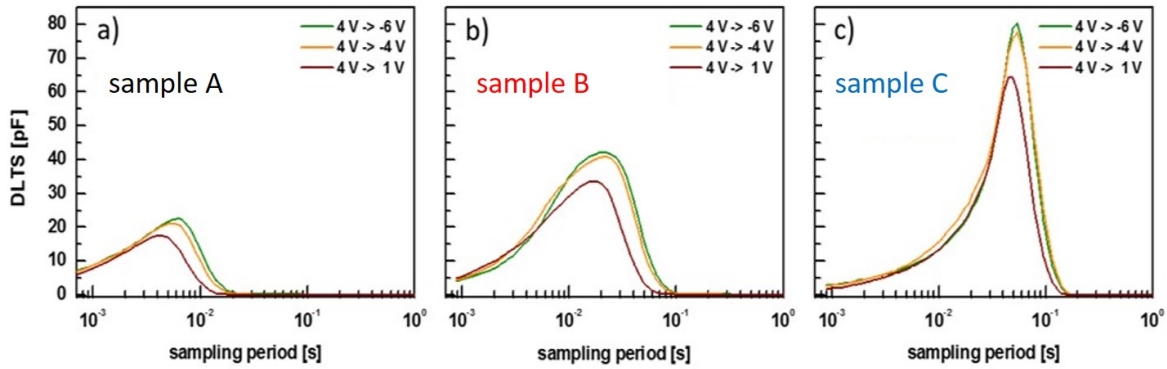 a)
4 V -> -6 V
4 V -> -4 V
4 V -> 1 V
sample A
b)
4 V -> -6 V
4 V -> -4 V
4 V -> 1 V
sample B
c)
4 V -> -6 V
4 V -> -4 V
4 V -> 1 V
sample C
DLTS [pF]
80
70
60
50
40
30
20
10
0
10⁻³ 10⁻² 10⁻¹ 10⁰
sampling period [s]
10⁻³ 10⁻² 10⁻¹ 10⁰
sampling period [s]
10⁻³ 10⁻² 10⁻¹ 10⁰
sampling period [s]